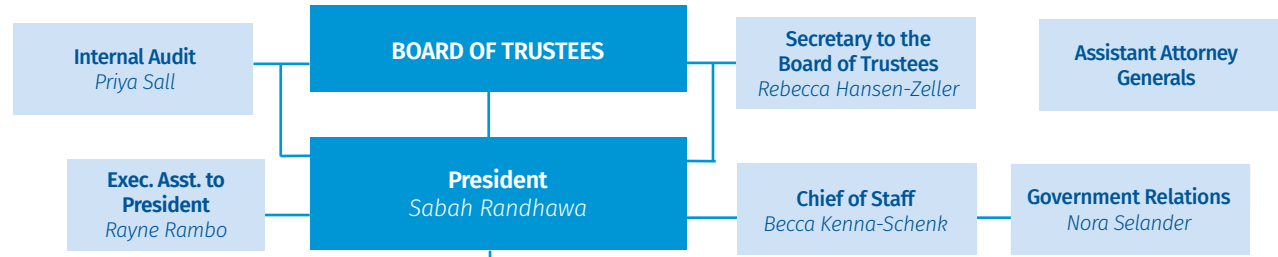 Internal Audit
Priya Sall
BOARD OF TRUSTEES
Secretary to the
Board of Trustees
Rebecca Hansen-Zeller
Assistant Attorney
Generals
Exec. Asst. to
President
Rayne Rambo
President
Sabah Randhawa
Chief of Staff
Becca Kenna-Schenk
Government Relations
Nora Selander